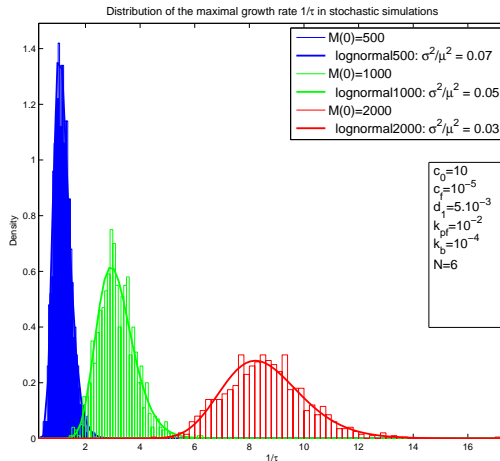 Distribution of the maximal growth rate 1/τ in stochastic simulations
M(0)=500
lognormal500: σ²/μ² = 0.07
M(0)=1000
lognormal1000: σ²/μ² = 0.05
M(0)=2000
lognormal2000: σ²/μ² = 0.03
c₀=10
c_f=10⁻⁵
d₁=5.10⁻³
k_pf=10⁻²
k_b=10⁻⁴
N=6
Density
1.4
1.2
1
0.8
0.6
0.4
0.2
0
2 4 6 8 10 12 14 16
1/τ